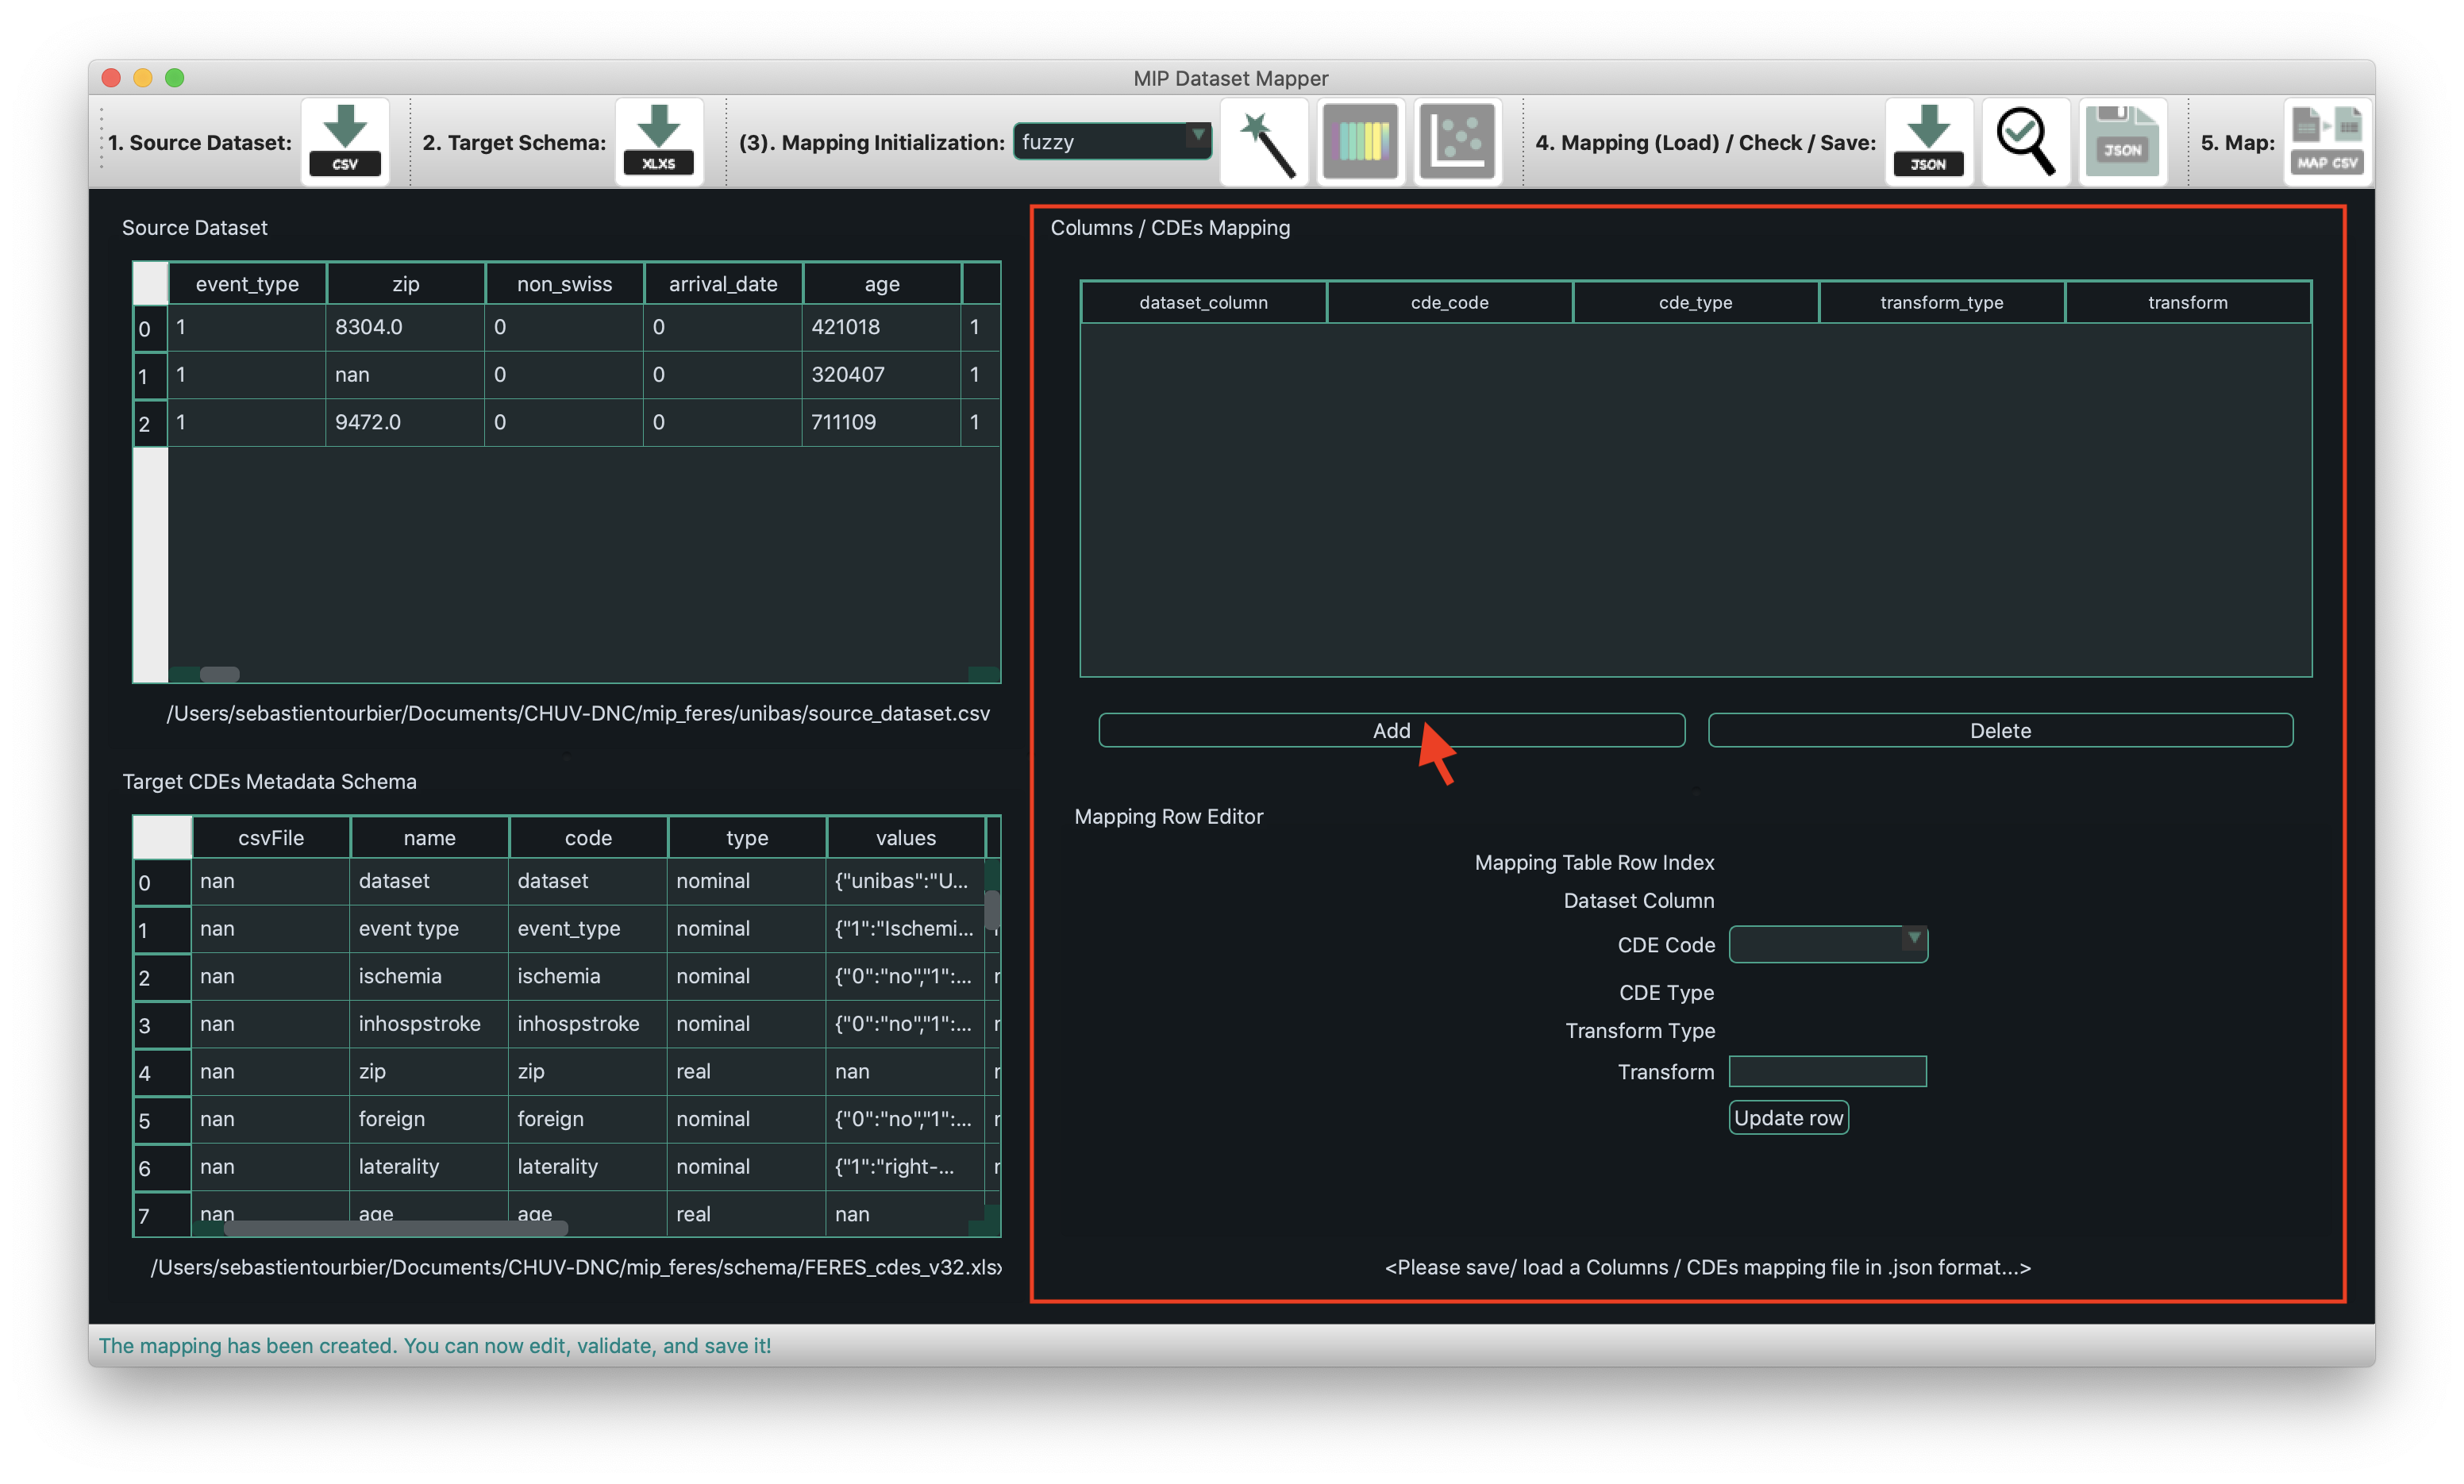 MIP Dataset Mapper
1. Source Dataset: CSV 2. Target Schema: XLXS (3). Mapping Initialization: fuzzy 4. Mapping (Load) / Check / Save: JSON JSON 5. Map: MAP CSV
Source Dataset
event_type zip non_swiss arrival_date age
0 1 8304.0 0 0 421018 1
1 1 nan 0 0 320407 1
2 1 9472.0 0 0 711109 1
/Users/sebastientourbier/Documents/CHUV-DNC/mip_feres/unibas/source_dataset.csv
Target CDEs Metadata Schema
csvFile name code type values
0 nan dataset dataset nominal {"unibas":"U...
1 nan event type event_type nominal {"1":"Ischemi...
2 nan ischemia ischemia nominal {"0":"no","1":...
3 nan inhospstroke inhospstroke nominal {"0":"no","1":...
4 nan zip zip real nan
5 nan foreign foreign nominal {"0":"no","1":...
6 nan laterality laterality nominal {"1":"right-...
7 nan age age real nan
/Users/sebastientourbier/Documents/CHUV-DNC/mip_feres/schema/FERES_cdes_v32.xlsx
Columns / CDEs Mapping
dataset_column cde_code cde_type transform_type transform
Add Delete
Mapping Row Editor
Mapping Table Row Index
Dataset Column
CDE Code
CDE Type
Transform Type
Transform
Update row
<Please save/ load a Columns / CDEs mapping file in .json format...>
The mapping has been created. You can now edit, validate, and save it!